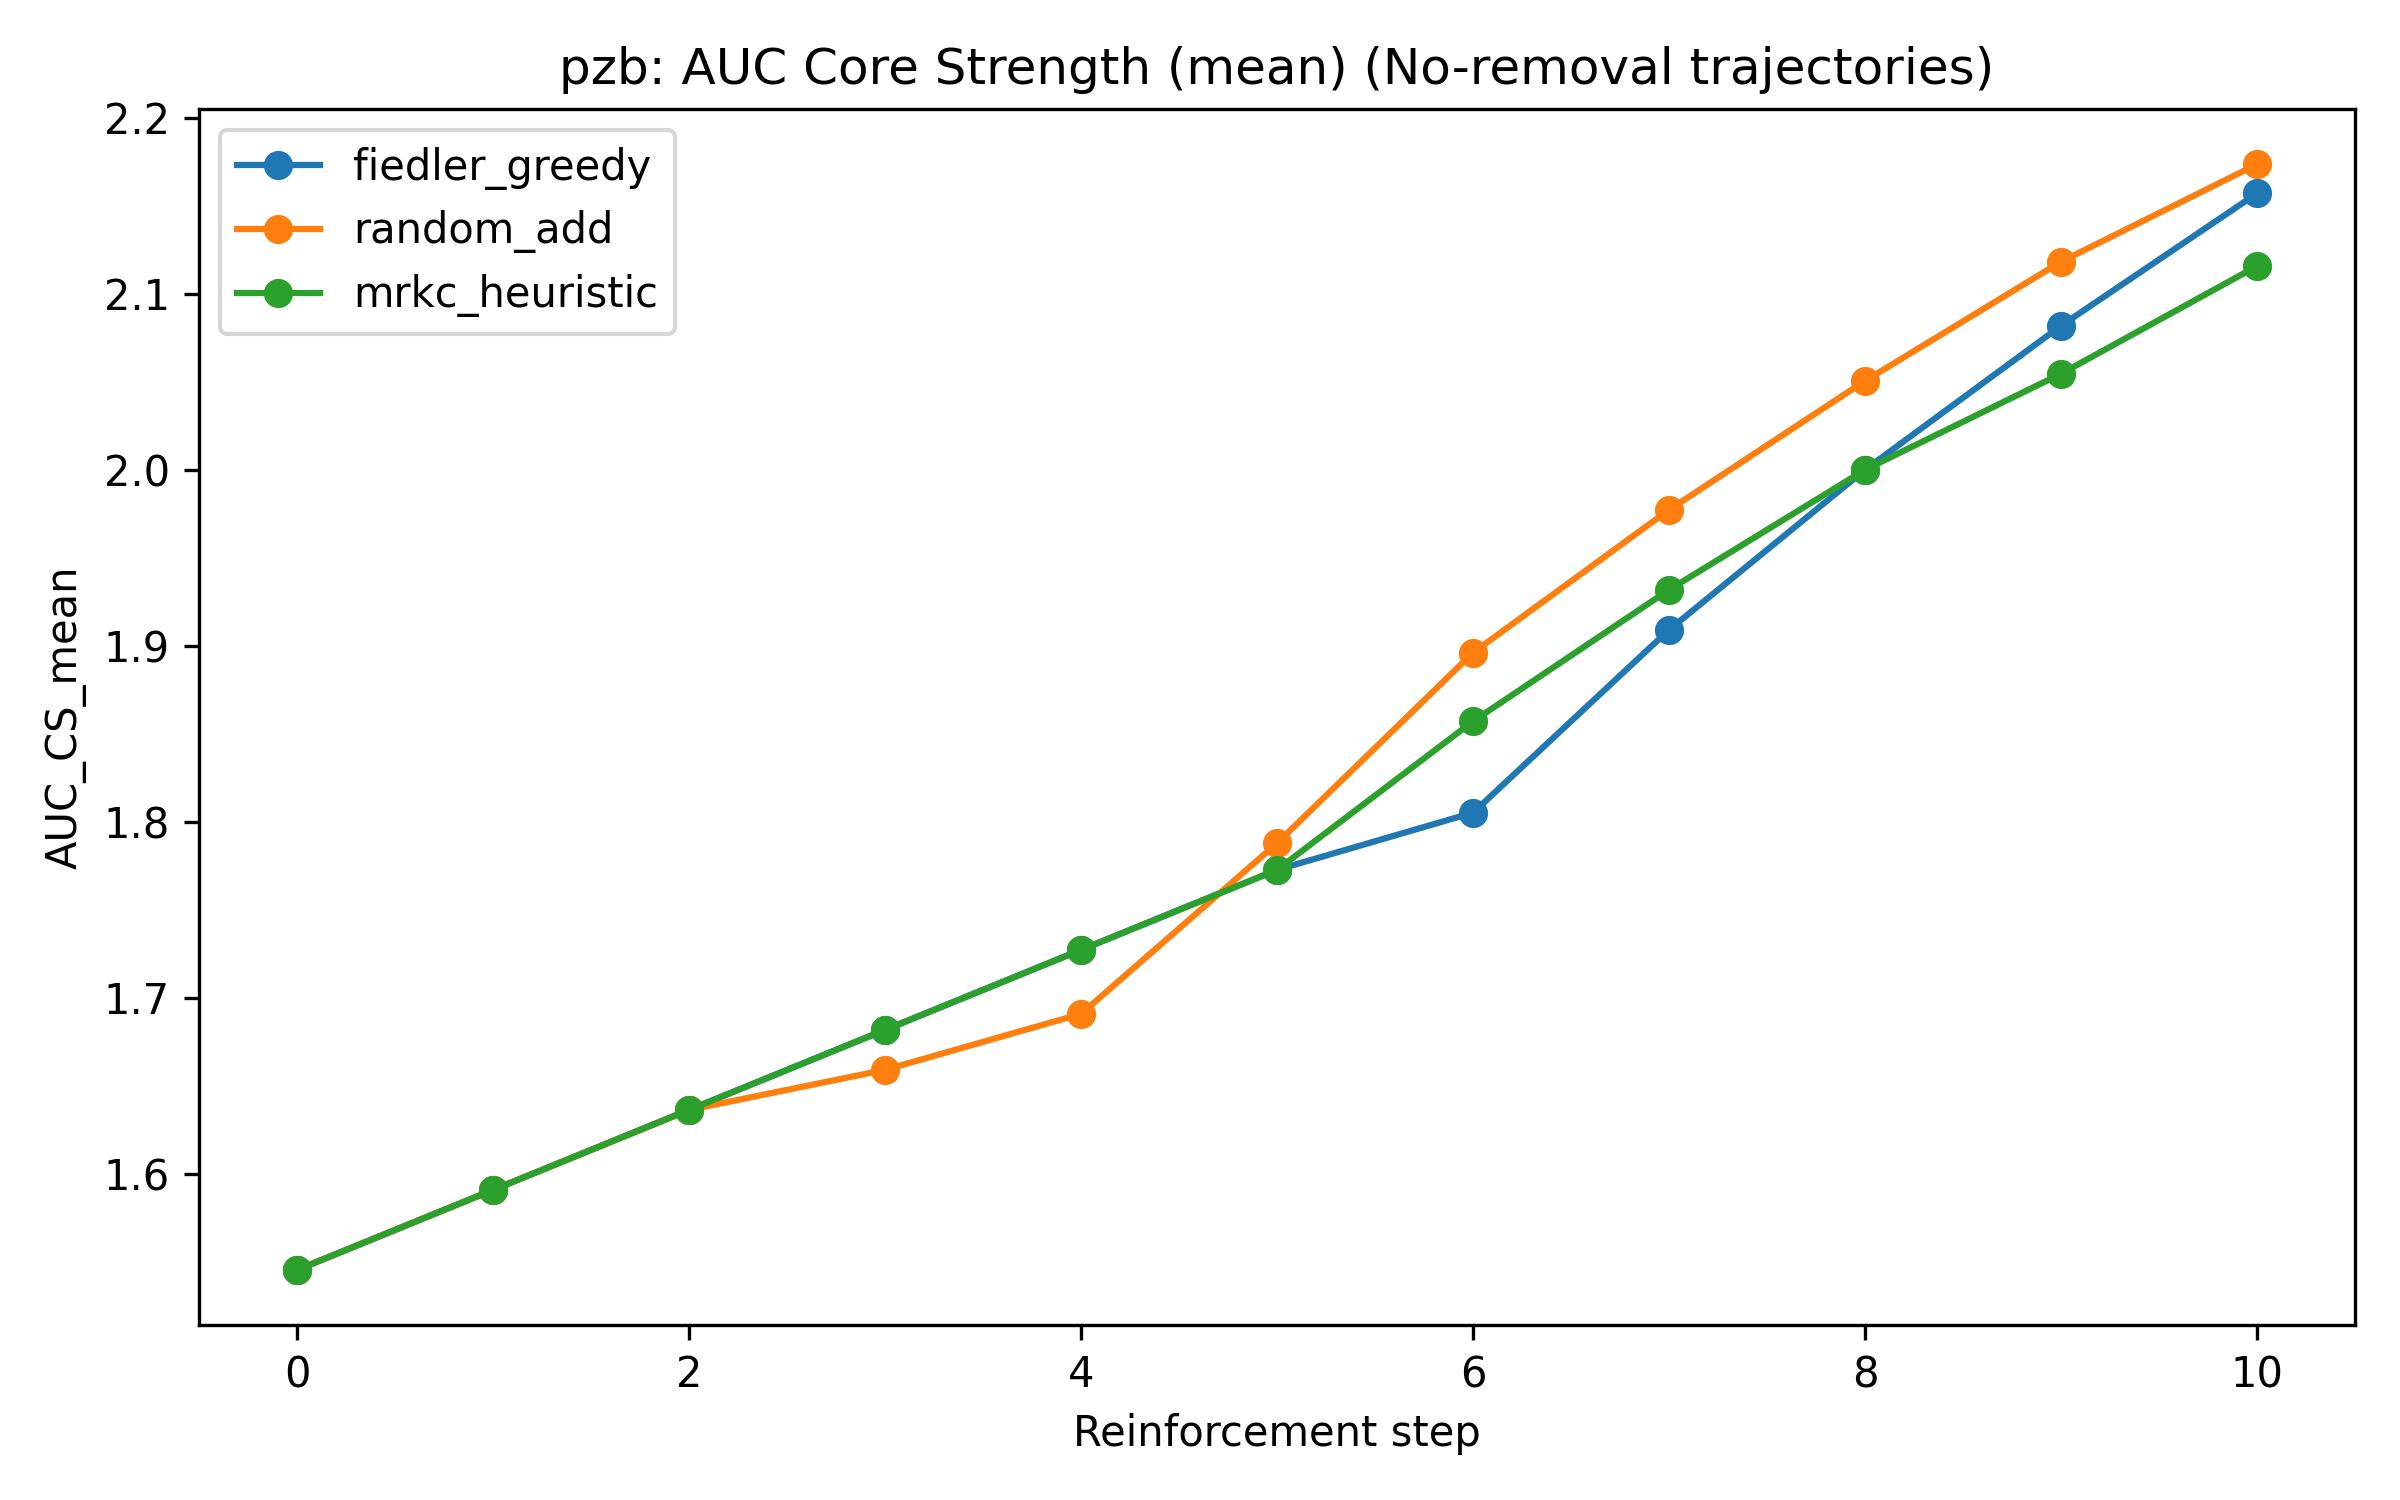 pzb: AUC Core Strength (mean) (No-removal trajectories)
fiedler_greedy
random_add
mrkc_heuristic
AUC_CS_mean
2.2
2.1
2.0
1.9
1.8
1.7
1.6
0 2 4 6 8 10
Reinforcement step